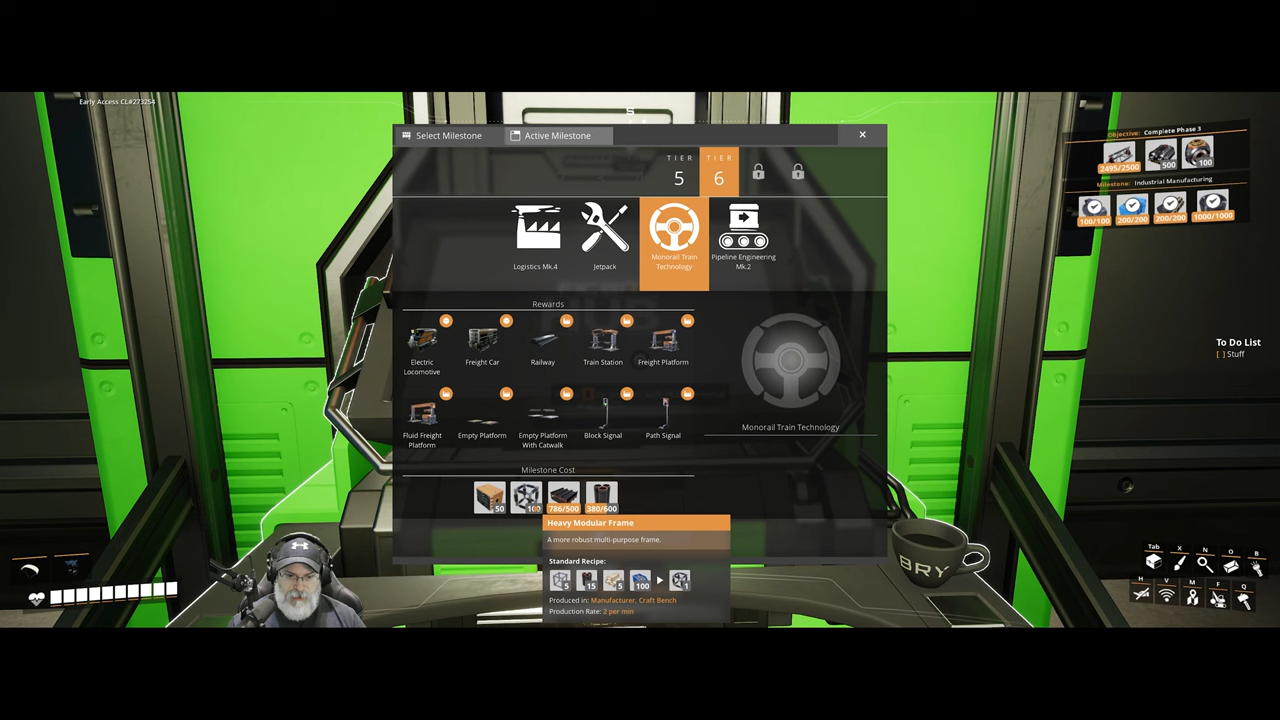 Early Access CL#273254
S
Select Milestone
Active Milestone
TIER 5
TIER 6
Objective: Complete Phase 3
2495/2500
500
100
Milestone: Industrial Manufacturing
100/100
200/200
200/200
1000/1000
Logistics Mk.4
Jetpack
Monorail Train
Technology
Pipeline Engineering
Mk.2
HUB
Rewards
Electric
Locomotive
Freight Car
Railway
Train Station
Freight Platform
Fluid Freight
Platform
Empty Platform
Empty Platform
With Catwalk
Block Signal
Path Signal
Monorail Train Technology
To Do List
[ ] Stuff
Milestone Cost
50
100
786/500
380/600
Heavy Modular Frame
A more robust multi-purpose frame.
Standard Recipe:
5
15
5
100
1
Produced in: Manufacturer, Craft Bench
Production Rate: 2 per min
BRY
Tab
X
N
O
B
H
V
M
F
Q